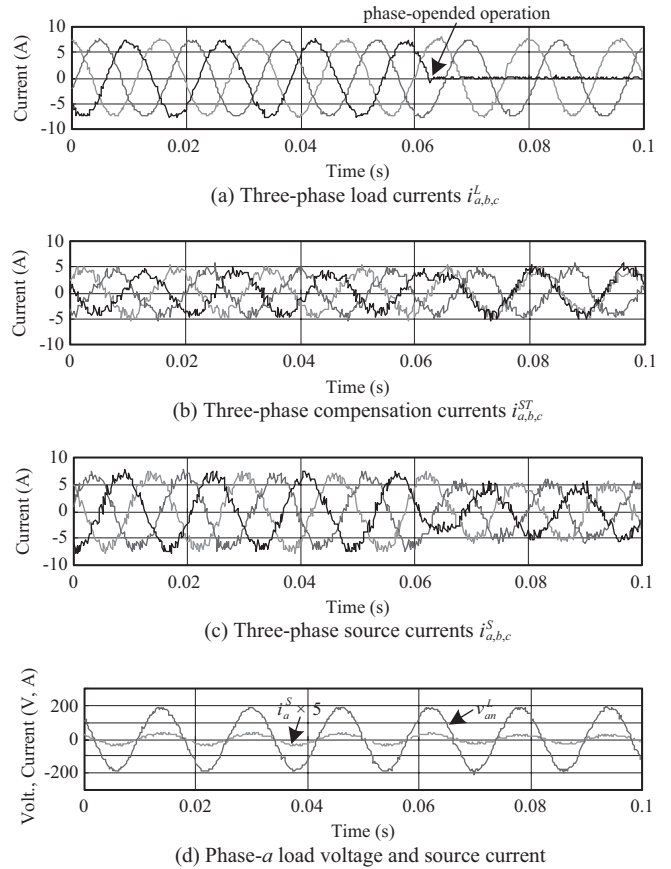 phase-opended operation
Current (A)
10
5
0
-5
-10
0 0.02 0.04 0.06 0.08 0.1
Time (s)
(a) Three-phase load currents i^L_{a,b,c}
Current (A)
10
5
0
-5
-10
0 0.02 0.04 0.06 0.08 0.1
Time (s)
(b) Three-phase compensation currents i^{ST}_{a,b,c}
Current (A)
10
5
0
-5
-10
0 0.02 0.04 0.06 0.08 0.1
Time (s)
(c) Three-phase source currents i^S_{a,b,c}
Volt., Current (V, A)
200
0
-200
i^S_a × 5
v^L_{an}
0 0.02 0.04 0.06 0.08 0.1
Time (s)
(d) Phase-a load voltage and source current